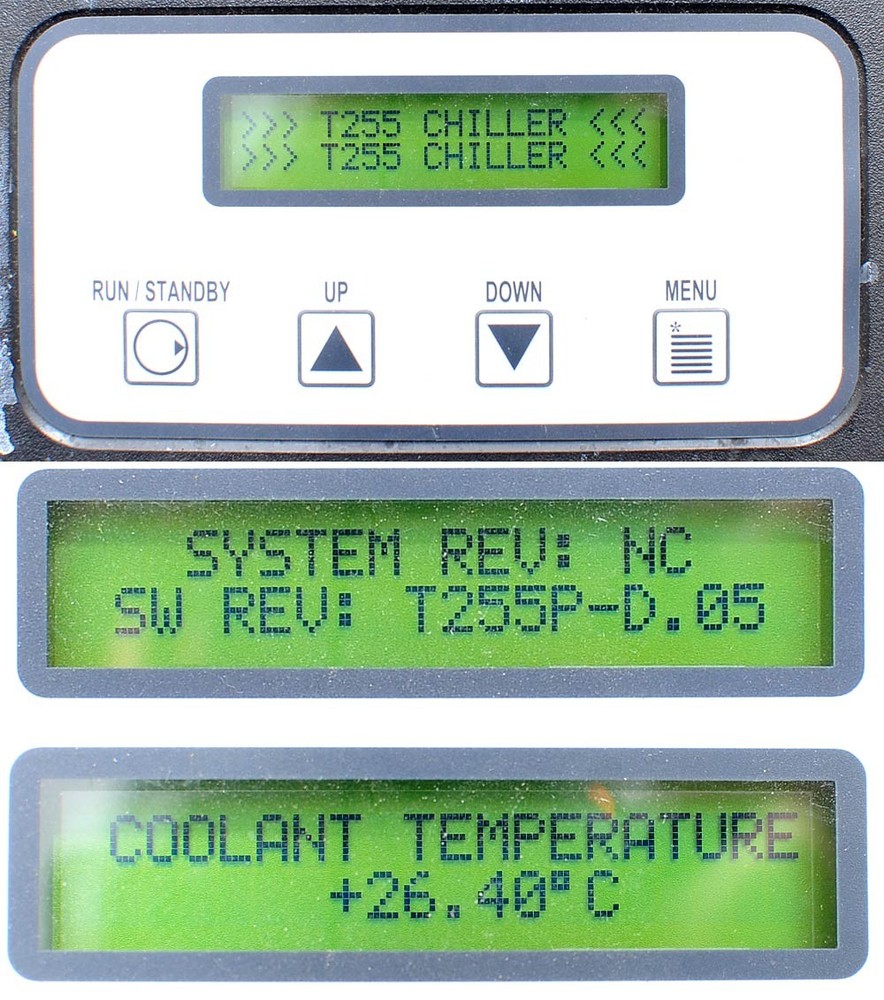 >>> T255 CHILLER <<<
>>> T255 CHILLER <<<
RUN / STANDBY UP DOWN MENU
SYSTEM REV: NC
SW REV: T255P-D.05
COOLANT TEMPERATURE
+26.40°C